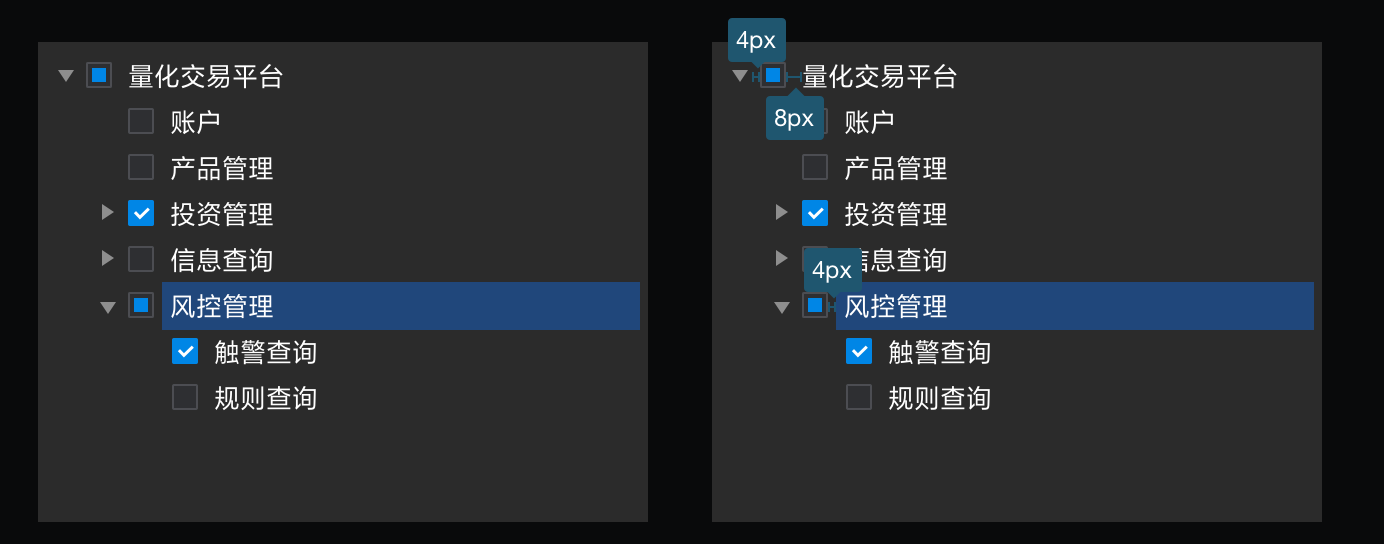 量化交易平台
账户
产品管理
投资管理
信息查询
风控管理
触警查询
规则查询
4px
量化交易平台
8px
账户
产品管理
投资管理
信息查询
4px
风控管理
触警查询
规则查询